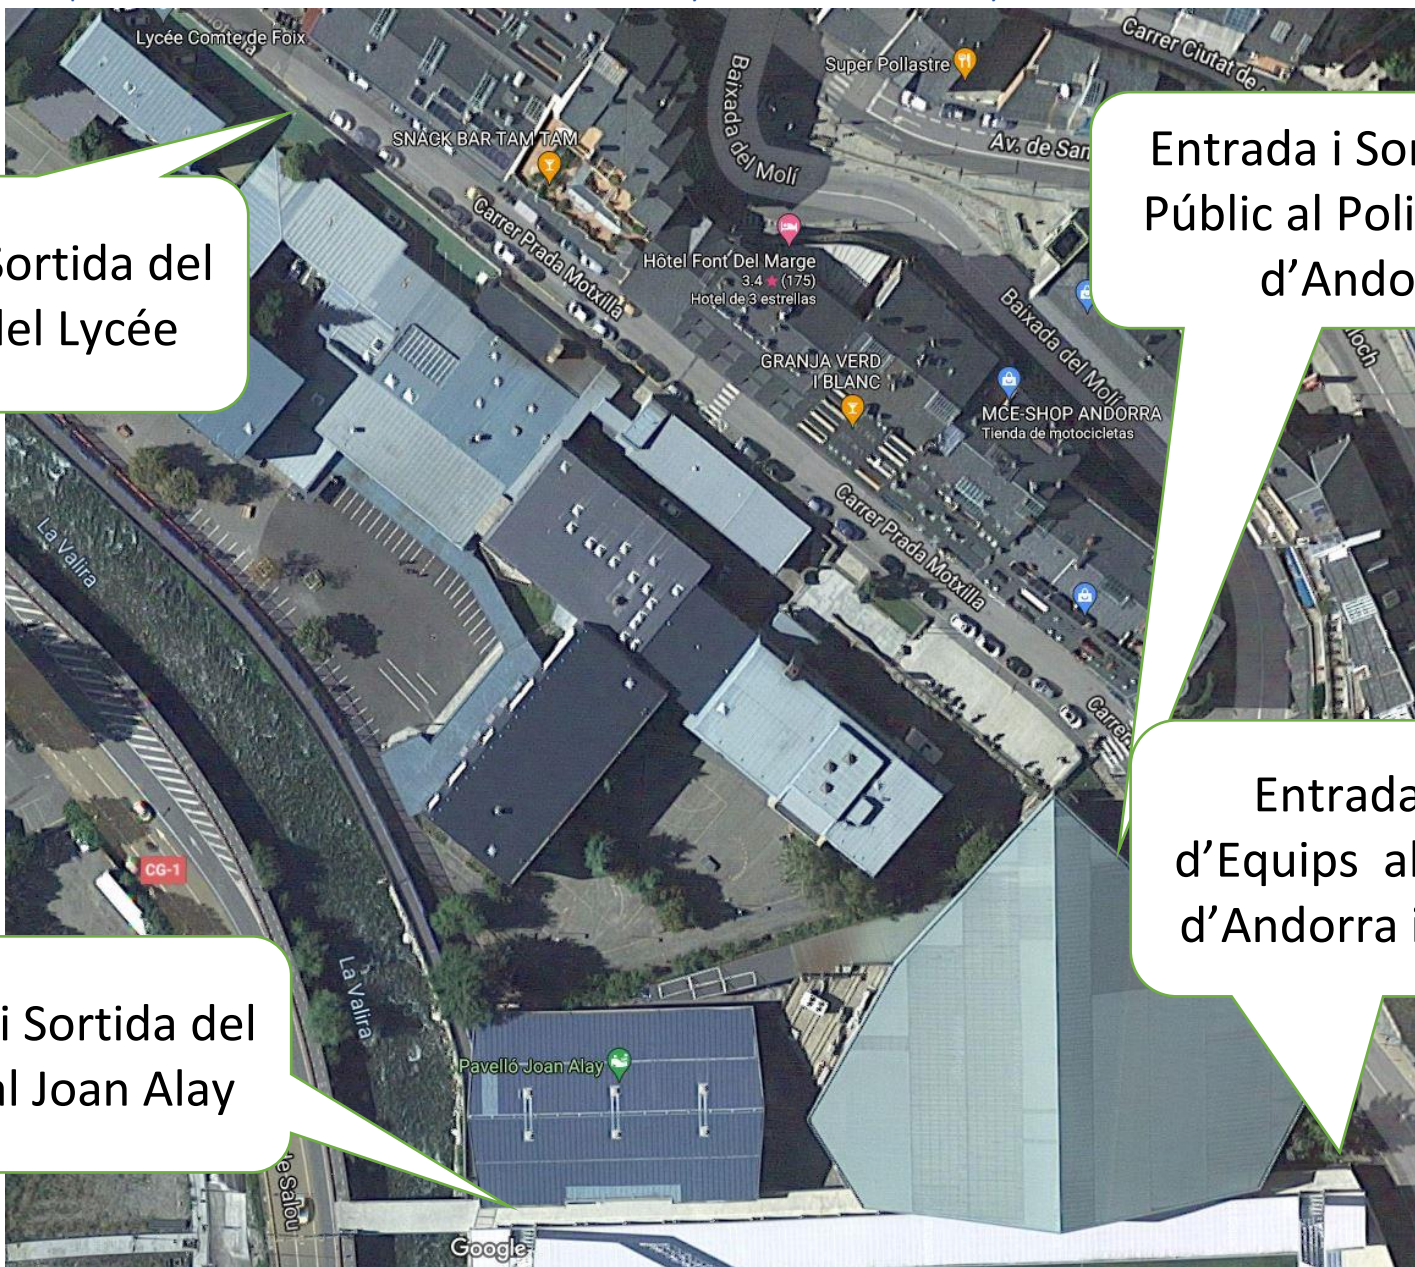 Lycée Comte de Foix
Super Pollastre
Carrer Ciutat de
SNACK BAR TAM TAM
Baixada del Molí
Av. de San
Entrada i Sor
Públic al Poli
d'Ando
Sortida del
del Lycée
Carrer Prada Motxilla
Hôtel Font Del Marge
3.4 ★ (175)
Hotel de 3 estrellas
Baixada del Molí
loch
GRANJA VERD
I BLANC
MCE-SHOP ANDORRA
Tienda de motocicletas
La Valira
Carrer Prada Motxilla
Carrer
Entrada
d'Equips al
d'Andorra i
CG-1
La Valira
i Sortida del
al Joan Alay
Pavelló Joan Alay
de Salou
Google